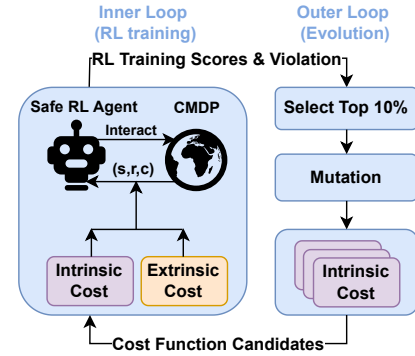 Inner Loop
(RL training)
Outer Loop
(Evolution)
RL Training Scores & Violation
Safe RL Agent
CMDP
Interact
(s,r,c)
Intrinsic
Cost
Extrinsic
Cost
Select Top 10%
Mutation
Intrinsic
Cost
Cost Function Candidates